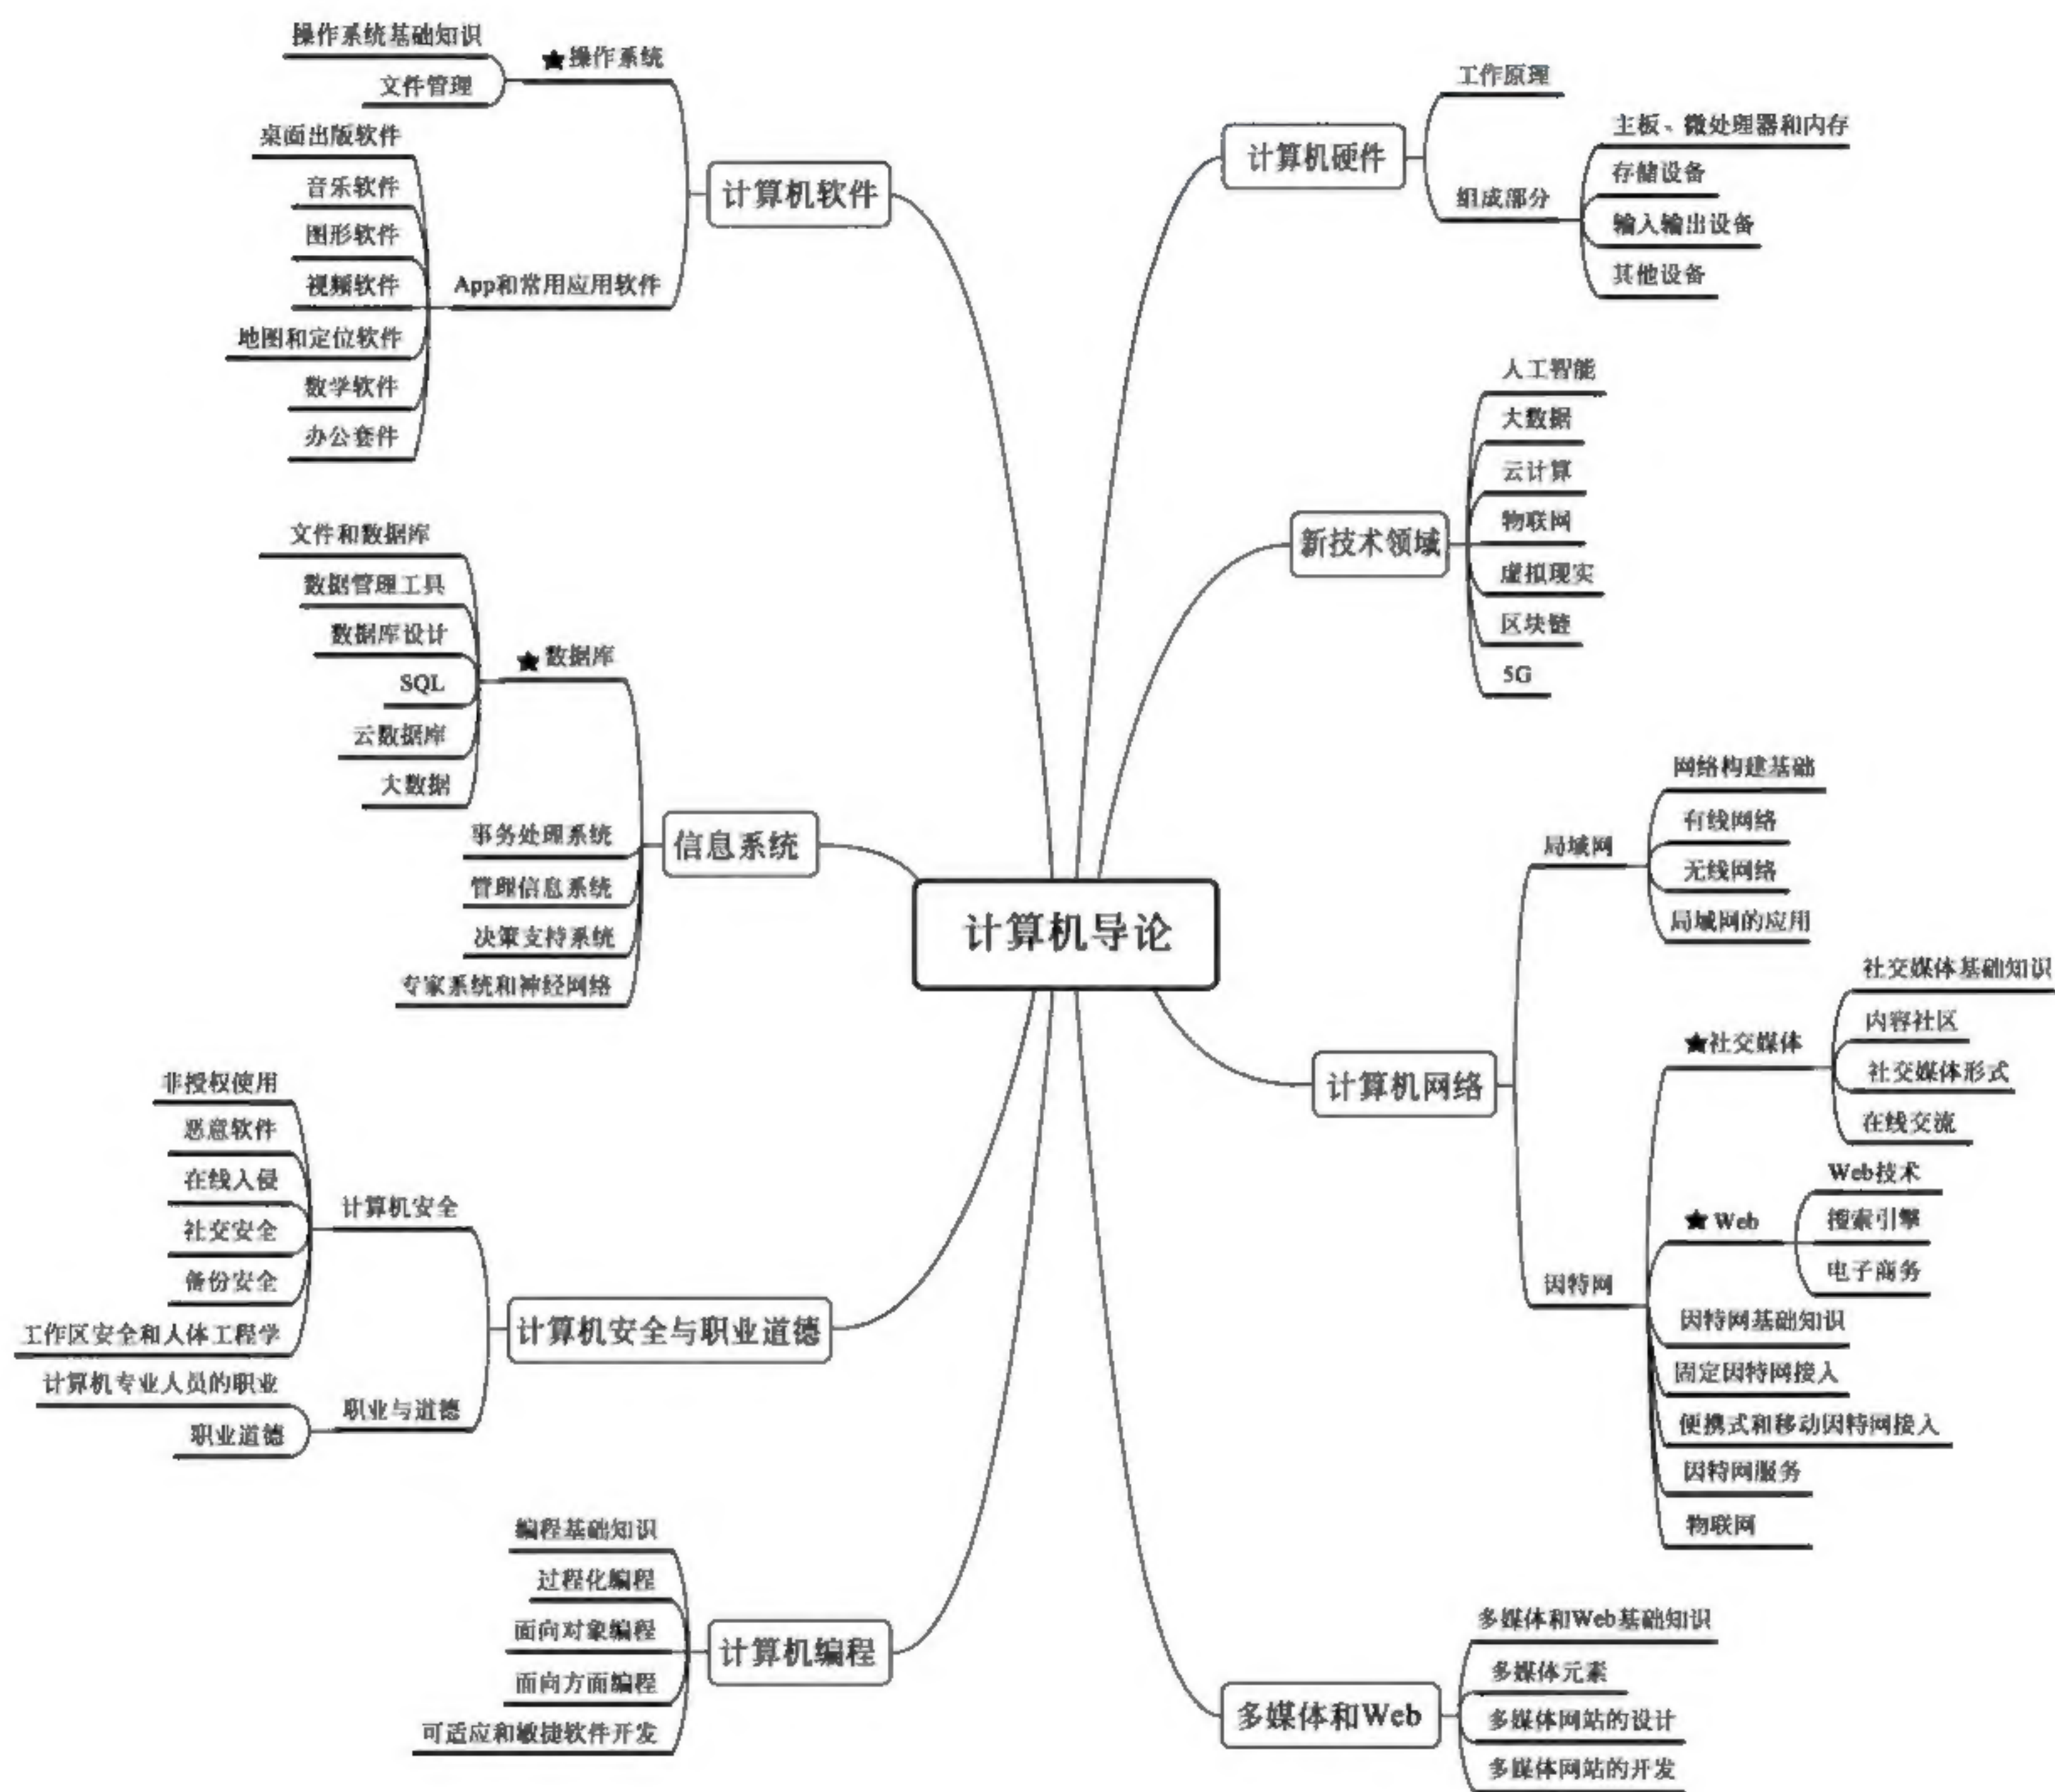 计算机导论
计算机软件
★操作系统
操作系统基础知识
文件管理
App和常用应用软件
桌面出版软件
音乐软件
图形软件
视频软件
地图和定位软件
数学软件
办公套件
信息系统
★数据库
文件和数据库
数据管理工具
数据库设计
SQL
云数据库
大数据
事务处理系统
管理信息系统
决策支持系统
专家系统和神经网络
计算机安全与职业道德
计算机安全
非授权使用
恶意软件
在线入侵
社交安全
备份安全
工作区安全和人体工程学
职业与道德
计算机专业人员的职业
职业道德
计算机编程
编程基础知识
过程化编程
面向对象编程
面向方面编程
可适应和敏捷软件开发
计算机硬件
工作原理
组成部分
主板、微处理器和内存
存储设备
输入输出设备
其他设备
新技术领域
人工智能
大数据
云计算
物联网
虚拟现实
区块链
5G
计算机网络
局域网
网络构建基础
有线网络
无线网络
局域网的应用
因特网
★社交媒体
社交媒体基础知识
内容社区
社交媒体形式
在线交流
★Web
Web技术
搜索引擎
电子商务
因特网基础知识
固定因特网接入
便携式和移动因特网接入
因特网服务
物联网
多媒体和Web
多媒体和Web基础知识
多媒体元素
多媒体网站的设计
多媒体网站的开发